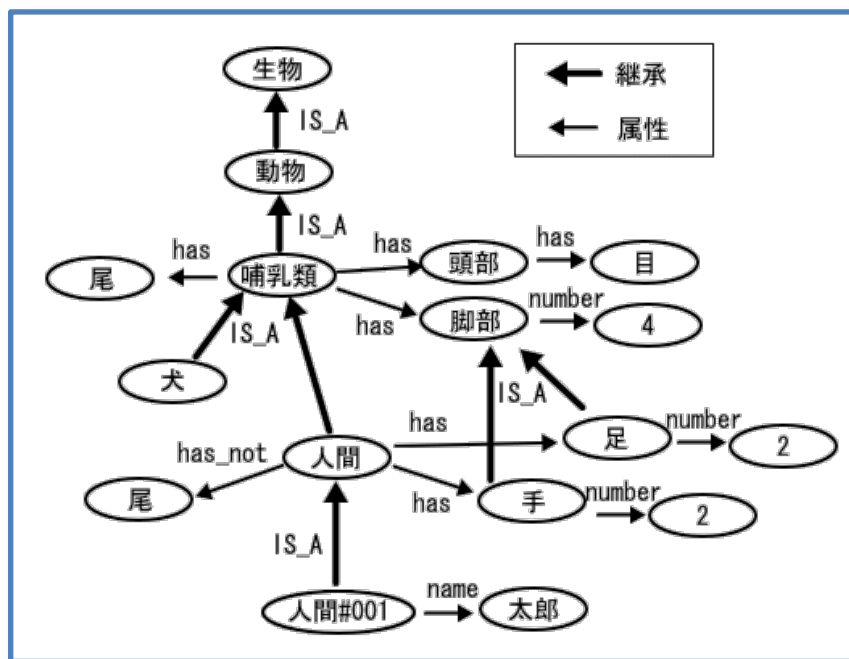 生物
継承
IS_A
属性
動物
IS_A
has
has
has
尾
哺乳類
頭部
目
has
number
脚部
4
IS_A
犬
IS_A
has
足
number
2
has_not
人間
尾
has
手
number
2
IS_A
name
人間#001
太郎